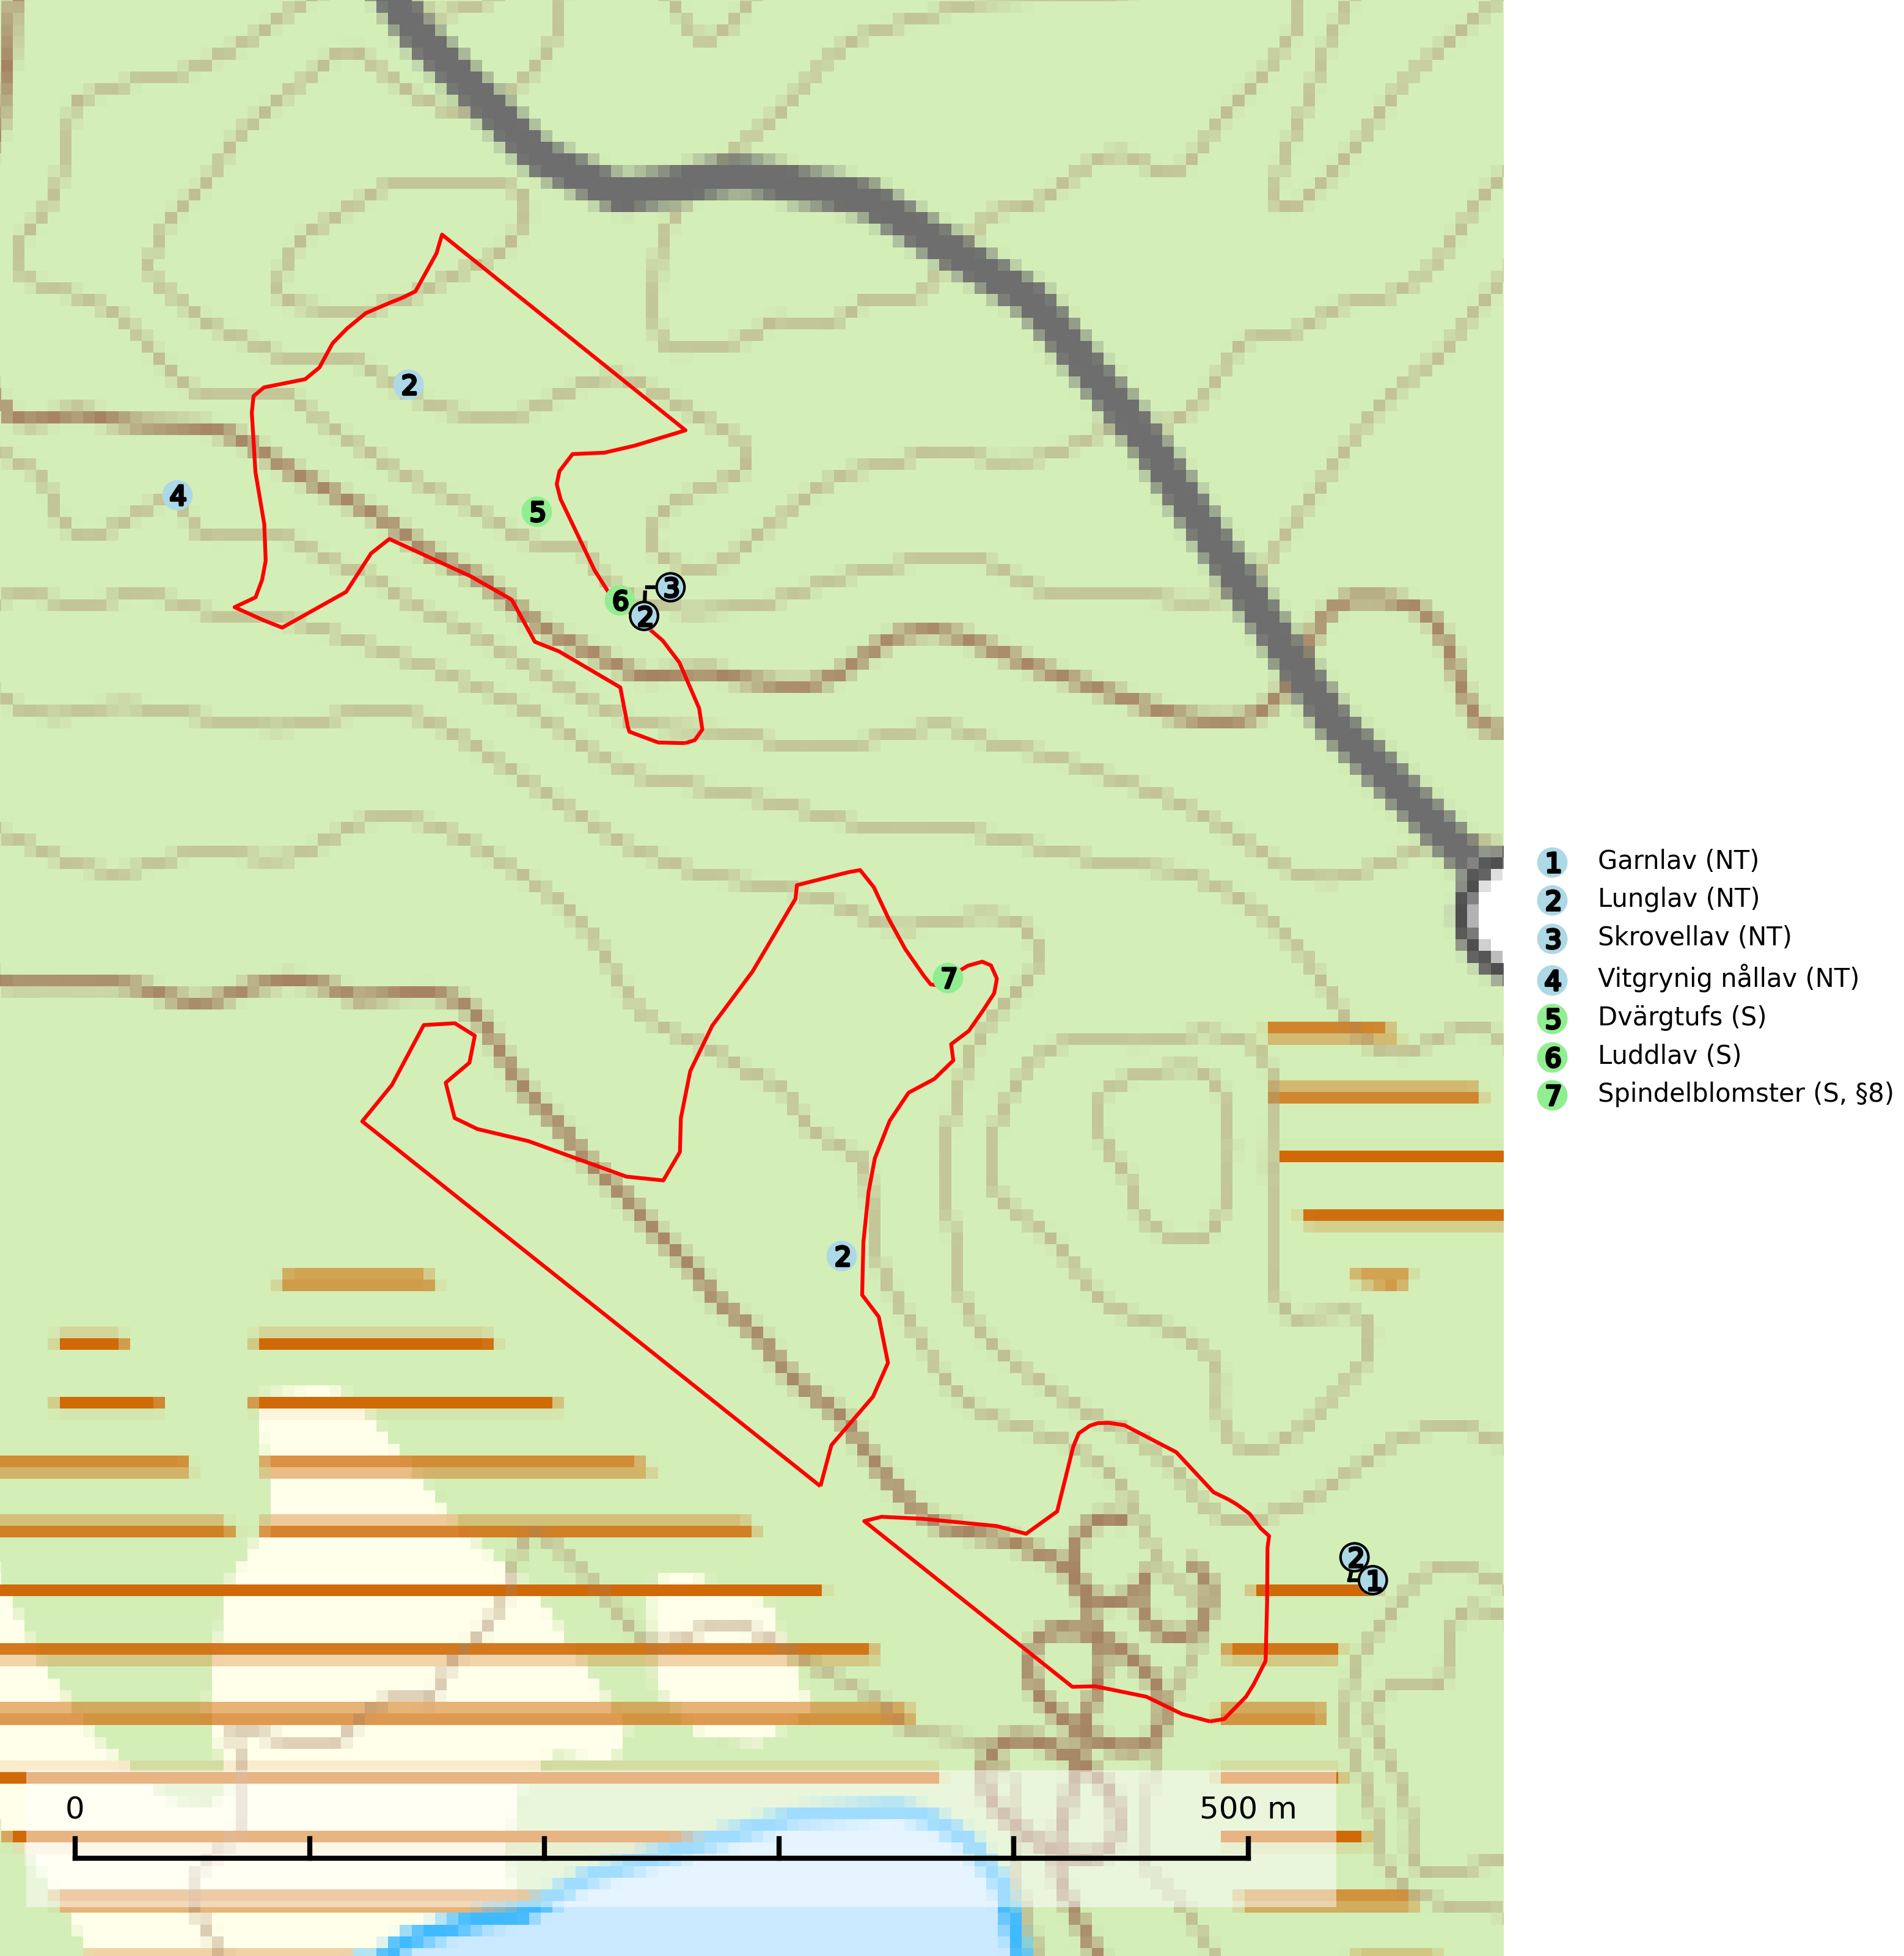 2
4
5
3
6
2
7
2
2
1
0
500 m
1 Garnlav (NT)
2 Lunglav (NT)
3 Skrovellav (NT)
4 Vitgrynig nållav (NT)
5 Dvärgtufs (S)
6 Luddlav (S)
7 Spindelblomster (S, §8)